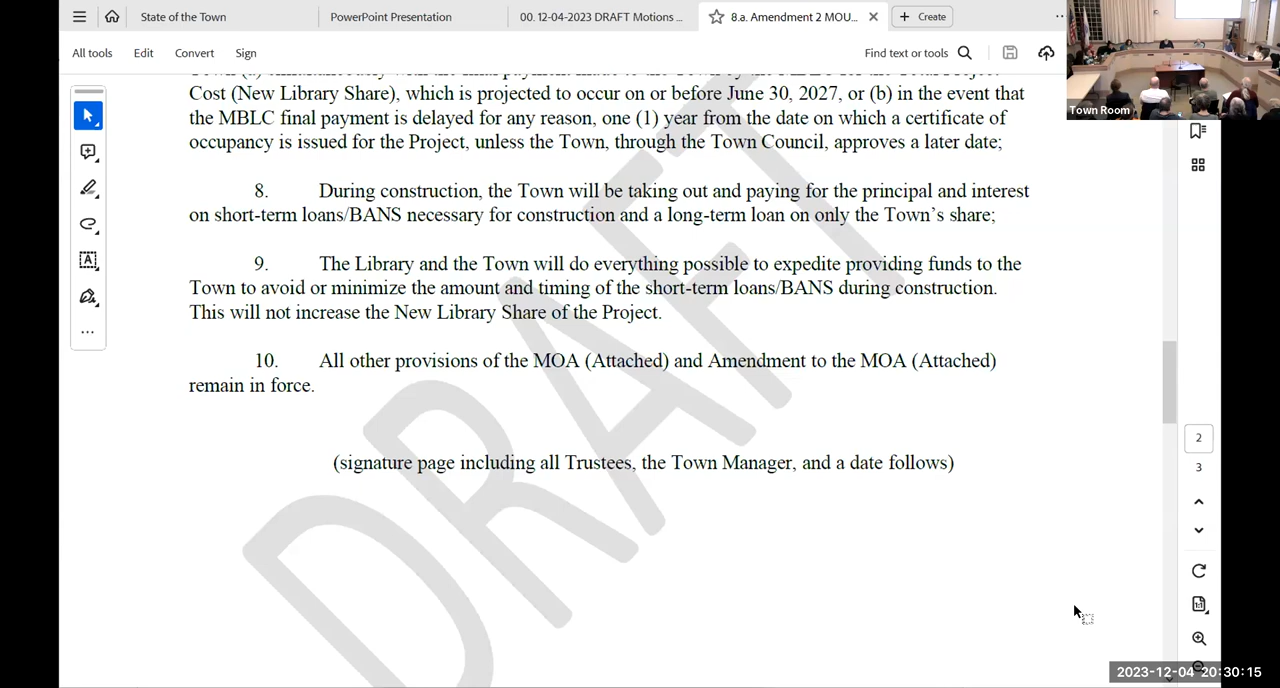 State of the Town
PowerPoint Presentation
00. 12-04-2023 DRAFT Motions ...
8.a. Amendment 2 MOU...
Create
All tools
Edit
Convert
Sign
Find text or tools
Town Room
Cost (New Library Share), which is projected to occur on or before June 30, 2027, or (b) in the event that
the MBLC final payment is delayed for any reason, one (1) year from the date on which a certificate of
occupancy is issued for the Project, unless the Town, through the Town Council, approves a later date;
8. During construction, the Town will be taking out and paying for the principal and interest
on short-term loans/BANS necessary for construction and a long-term loan on only the Town's share;
9. The Library and the Town will do everything possible to expedite providing funds to the
Town to avoid or minimize the amount and timing of the short-term loans/BANS during construction.
This will not increase the New Library Share of the Project.
10. All other provisions of the MOA (Attached) and Amendment to the MOA (Attached)
remain in force.
(signature page including all Trustees, the Town Manager, and a date follows)
DRAFT
2
3
2023-12-04 20:30:15